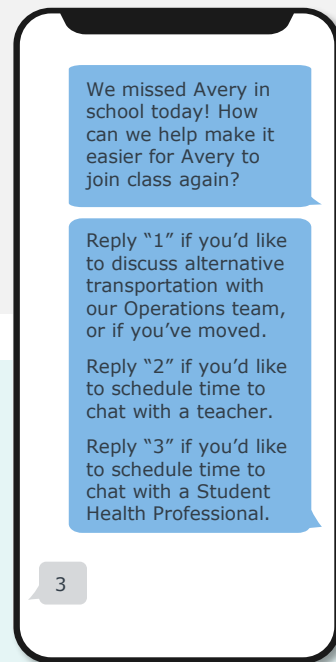 We missed Avery in
school today! How
can we help make it
easier for Avery to
join class again?
Reply “1” if you’d like
to discuss alternative
transportation with
our Operations team,
or if you’ve moved.
Reply “2” if you’d like
to schedule time to
chat with a teacher.
Reply “3” if you’d like
to schedule time to
chat with a Student
Health Professional.
3